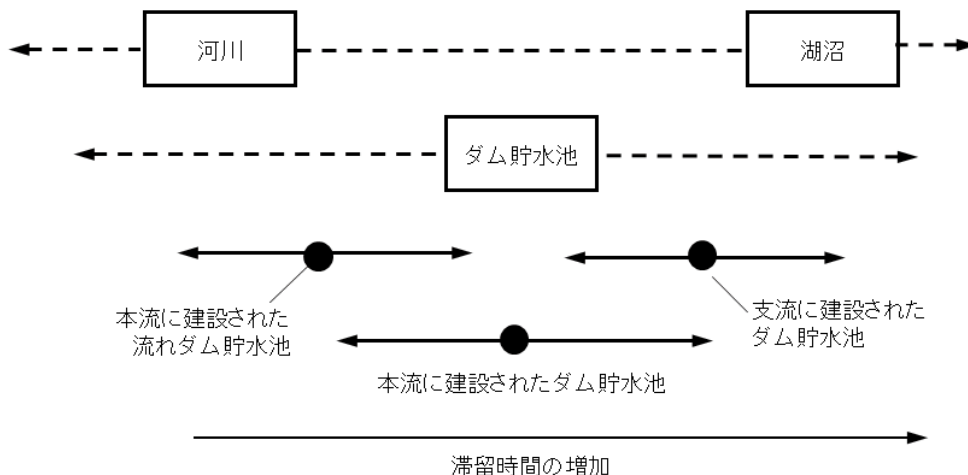 河川
湖沼
ダム貯水池
本流に建設された
流れダム貯水池
支流に建設された
ダム貯水池
本流に建設されたダム貯水池
滞留時間の増加